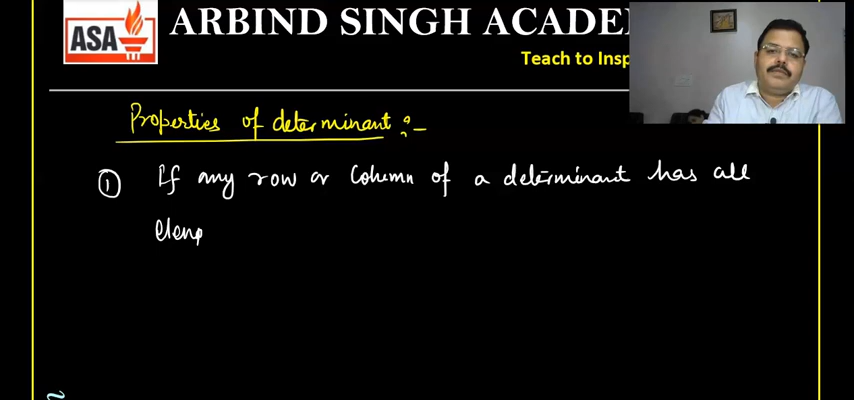 ASA
ARBIND SINGH ACADE
Teach to Insp
Properties of determinant :-
① If any row or column of a determinant has all
elem